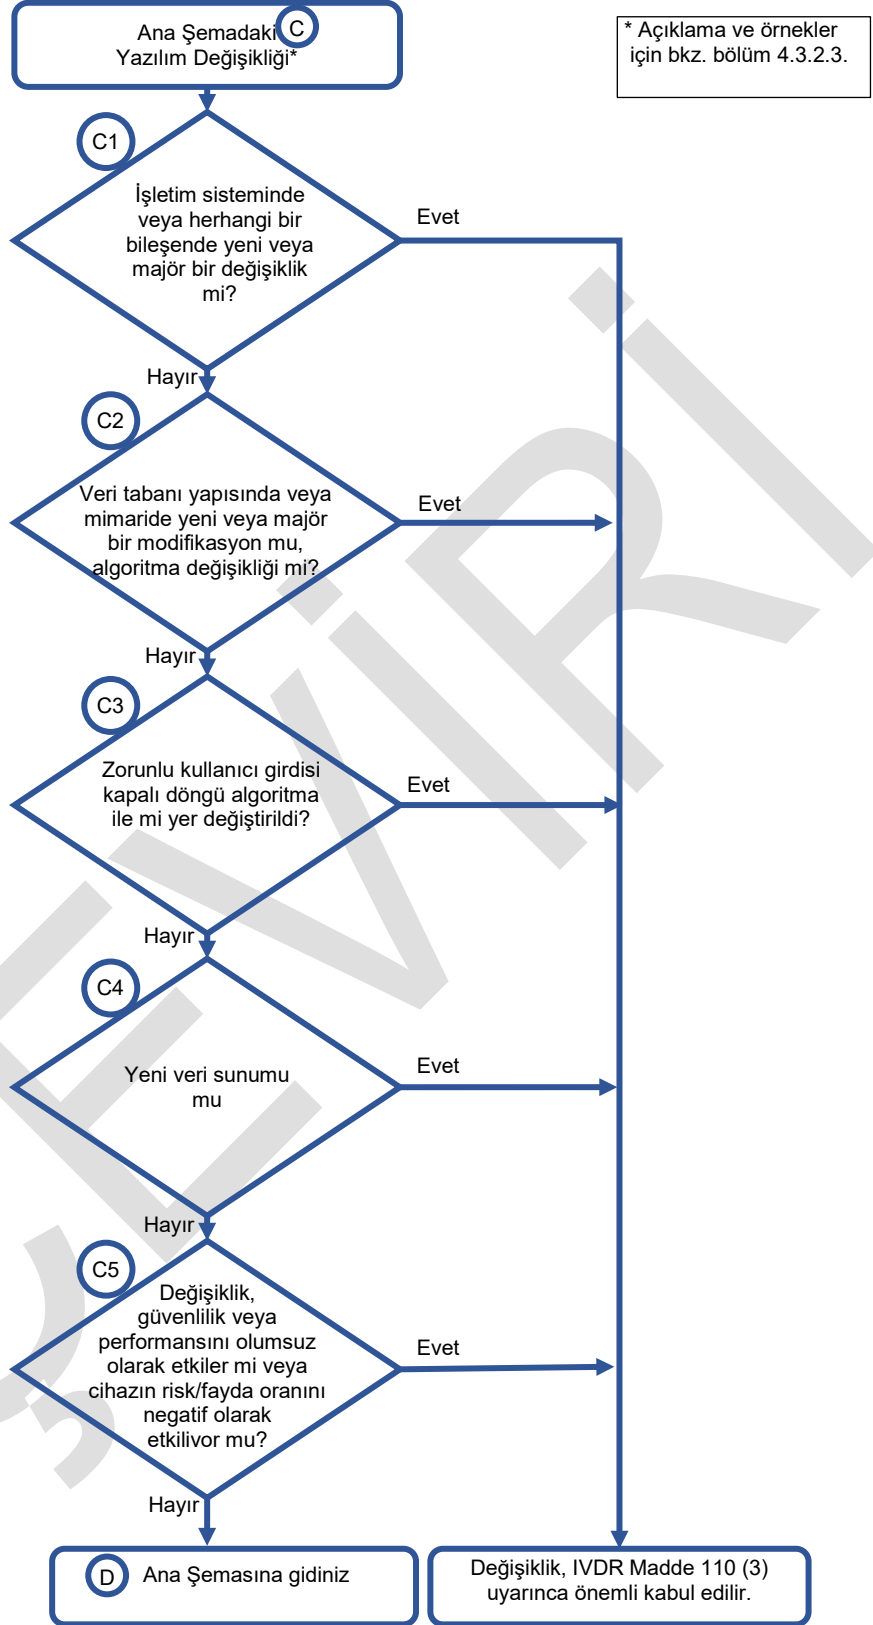 Ana Şemadaki C
Yazılım Değişikliği*
* Açıklama ve örnekler
için bkz. bölüm 4.3.2.3.
C1
İşletim sisteminde
veya herhangi bir
bileşende yeni veya
majör bir değişiklik
mi?
Evet
Hayır
C2
Veri tabanı yapısında veya
mimaride yeni veya majör
bir modifikasyon mu,
algoritma değişikliği mi?
Evet
Hayır
C3
Zorunlu kullanıcı girdisi
kapalı döngü algoritma
ile mi yer değiştirildi?
Evet
Hayır
C4
Yeni veri sunumu
mu
Evet
Hayır
C5
Değişiklik,
güvenlilik veya
performansını olumsuz
olarak etkiler mi veya
cihazın risk/fayda oranını
negatif olarak
etkilivor mu?
Evet
Hayır
D Ana Şemasına gidiniz
Değişiklik, IVDR Madde 110 (3)
uyarınca önemli kabul edilir.
ÇEVİRİ